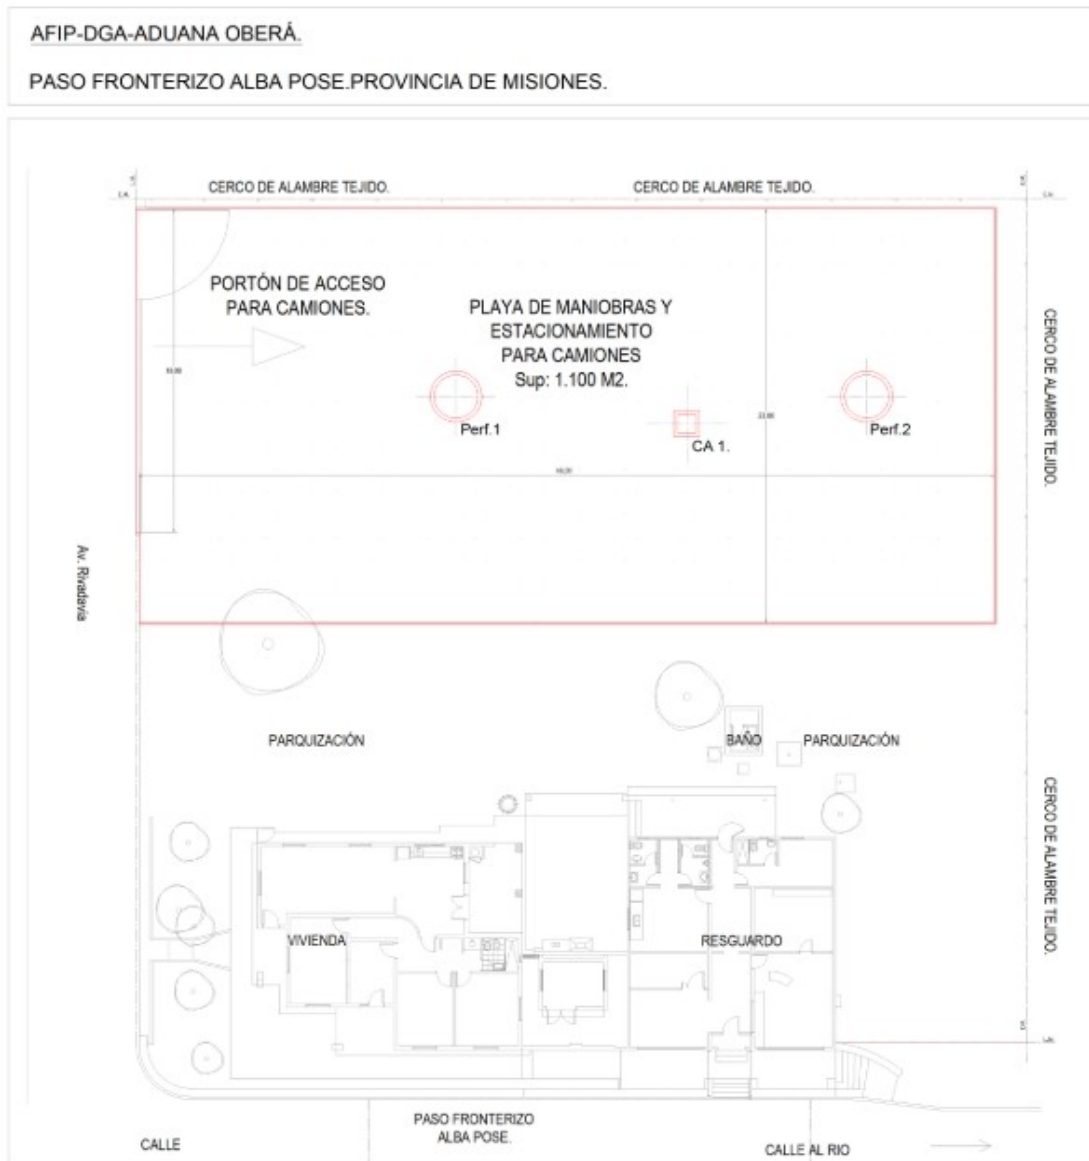 AFIP-DGA-ADUANA OBERÁ.
PASO FRONTERIZO ALBA POSE.PROVINCIA DE MISIONES.
CERCO DE ALAMBRE TEJIDO.
CERCO DE ALAMBRE TEJIDO.
PORTÓN DE ACCESO
PARA CAMIONES.
PLAYA DE MANIOBRAS Y
ESTACIONAMIENTO
PARA CAMIONES
Sup: 1.100 M2.
CERCO DE ALAMBRE TEJIDO.
Perf.1
CA 1.
Perf.2
22.00
Av. Rivadavia
PARQUIZACIÓN
BAÑO
PARQUIZACIÓN
CERCO DE ALAMBRE TEJIDO.
VIVIENDA
RESGUARDO
PASO FRONTERIZO
ALBA POSE.
CALLE
CALLE AL RIO